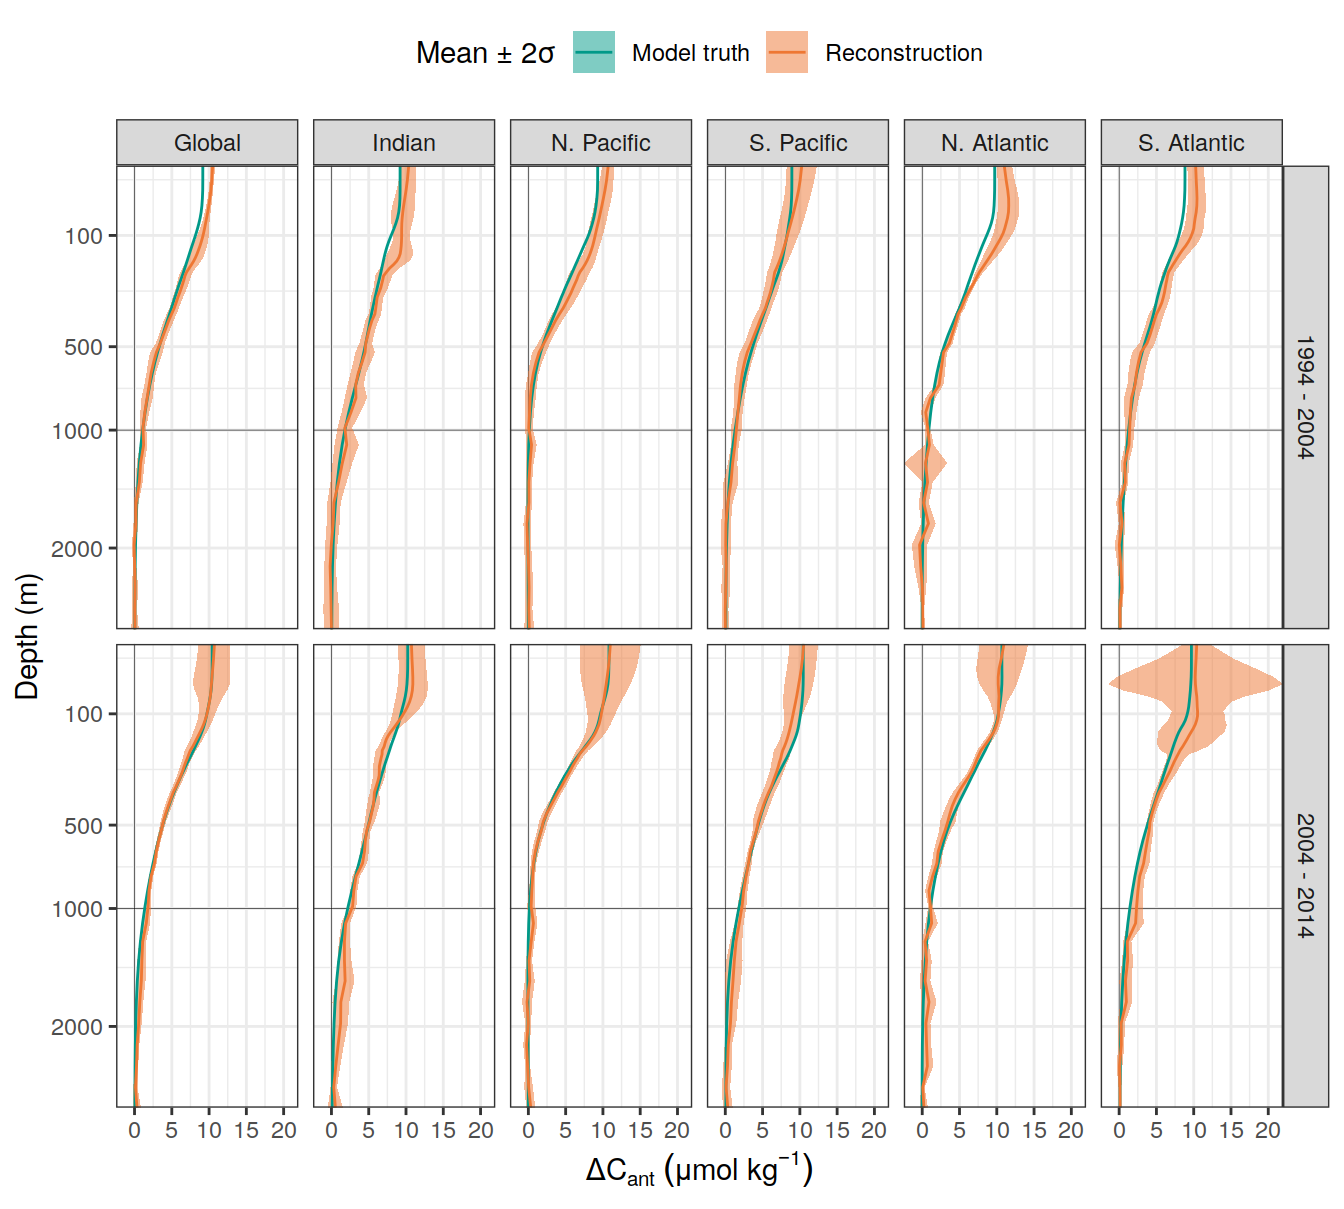 Mean ± 2σ Model truth Reconstruction
Global Indian N. Pacific S. Pacific N. Atlantic S. Atlantic
100
500
1000
2000
1994 - 2004
100
500
1000
2000
2004 - 2014
Depth (m)
0 5 10 15 20 0 5 10 15 20 0 5 10 15 20 0 5 10 15 20 0 5 10 15 20 0 5 10 15 20
ΔCant (μmol kg−1)